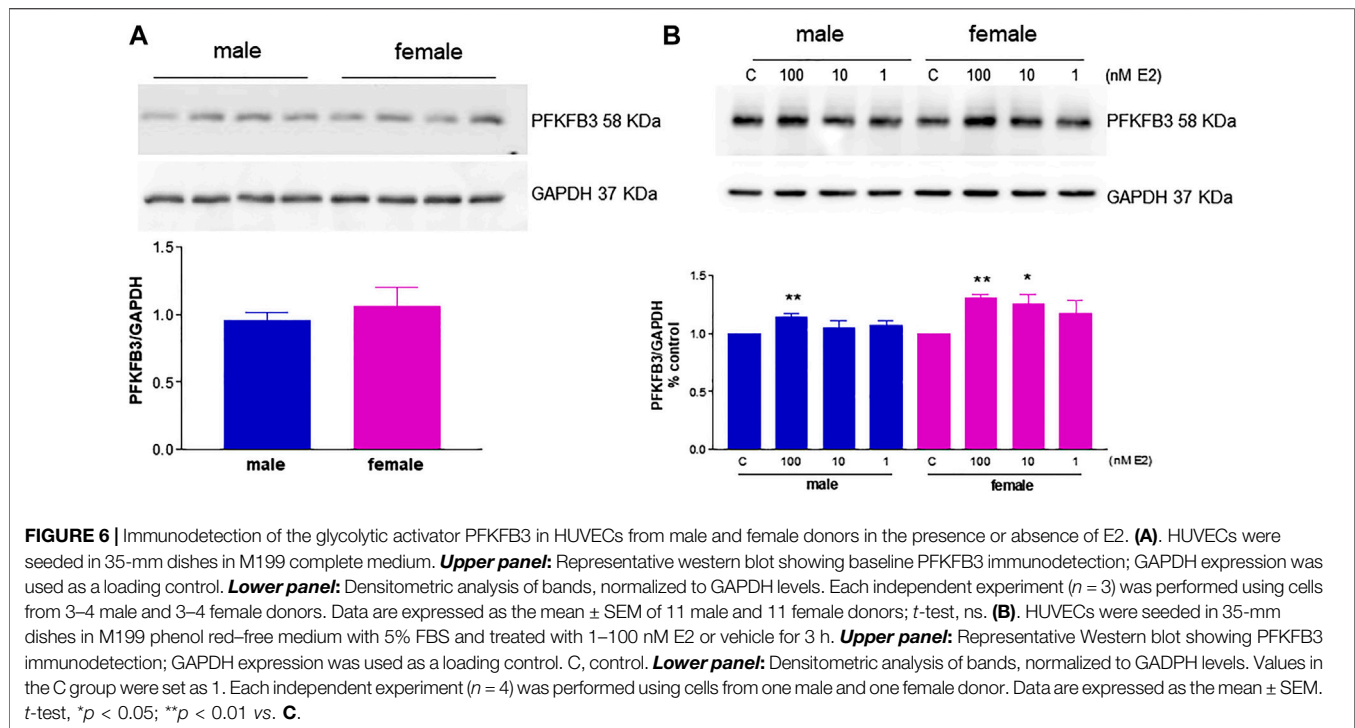 A
male female
PFKFB3 58 KDa
GAPDH 37 KDa
PFKFB3/GAPDH
1.5
1.0
0.5
0.0
male female
B
male female
C 100 10 1 C 100 10 1 (nM E2)
PFKFB3 58 KDa
GAPDH 37 KDa
PFKFB3/GAPDH
% control
1.5
1.0
0.5
0.0
** ** *
C 100 10 1 C 100 10 1 (nM E2)
male female
FIGURE 6 | Immunodetection of the glycolytic activator PFKFB3 in HUVECs from male and female donors in the presence or absence of E2. (A). HUVECs were
seeded in 35-mm dishes in M199 complete medium. Upper panel: Representative western blot showing baseline PFKFB3 immunodetection; GAPDH expression was
used as a loading control. Lower panel: Densitometric analysis of bands, normalized to GAPDH levels. Each independent experiment (n = 3) was performed using cells
from 3–4 male and 3–4 female donors. Data are expressed as the mean ± SEM of 11 male and 11 female donors; t-test, ns. (B). HUVECs were seeded in 35-mm
dishes in M199 phenol red–free medium with 5% FBS and treated with 1–100 nM E2 or vehicle for 3 h. Upper panel: Representative Western blot showing PFKFB3
immunodetection; GAPDH expression was used as a loading control. C, control. Lower panel: Densitometric analysis of bands, normalized to GADPH levels. Values in
the C group were set as 1. Each independent experiment (n = 4) was performed using cells from one male and one female donor. Data are expressed as the mean ± SEM.
t-test, *p < 0.05; **p < 0.01 vs. C.